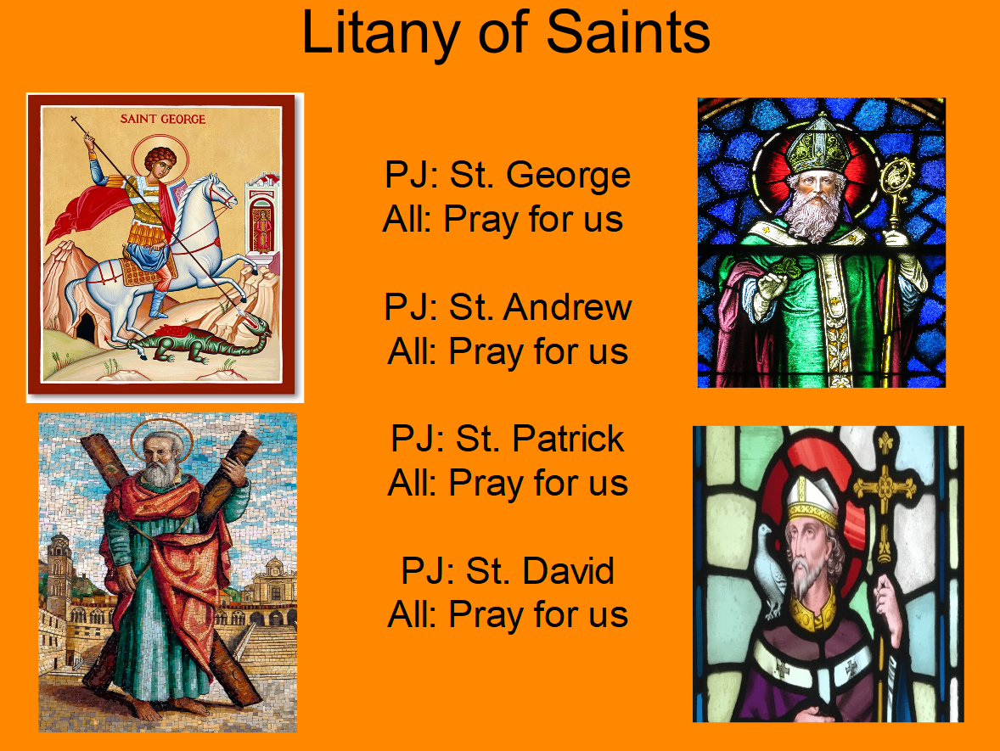 Litany of Saints
SAINT GEORGE
PJ: St. George
All: Pray for us
PJ: St. Andrew
All: Pray for us
PJ: St. Patrick
All: Pray for us
PJ: St. David
All: Pray for us